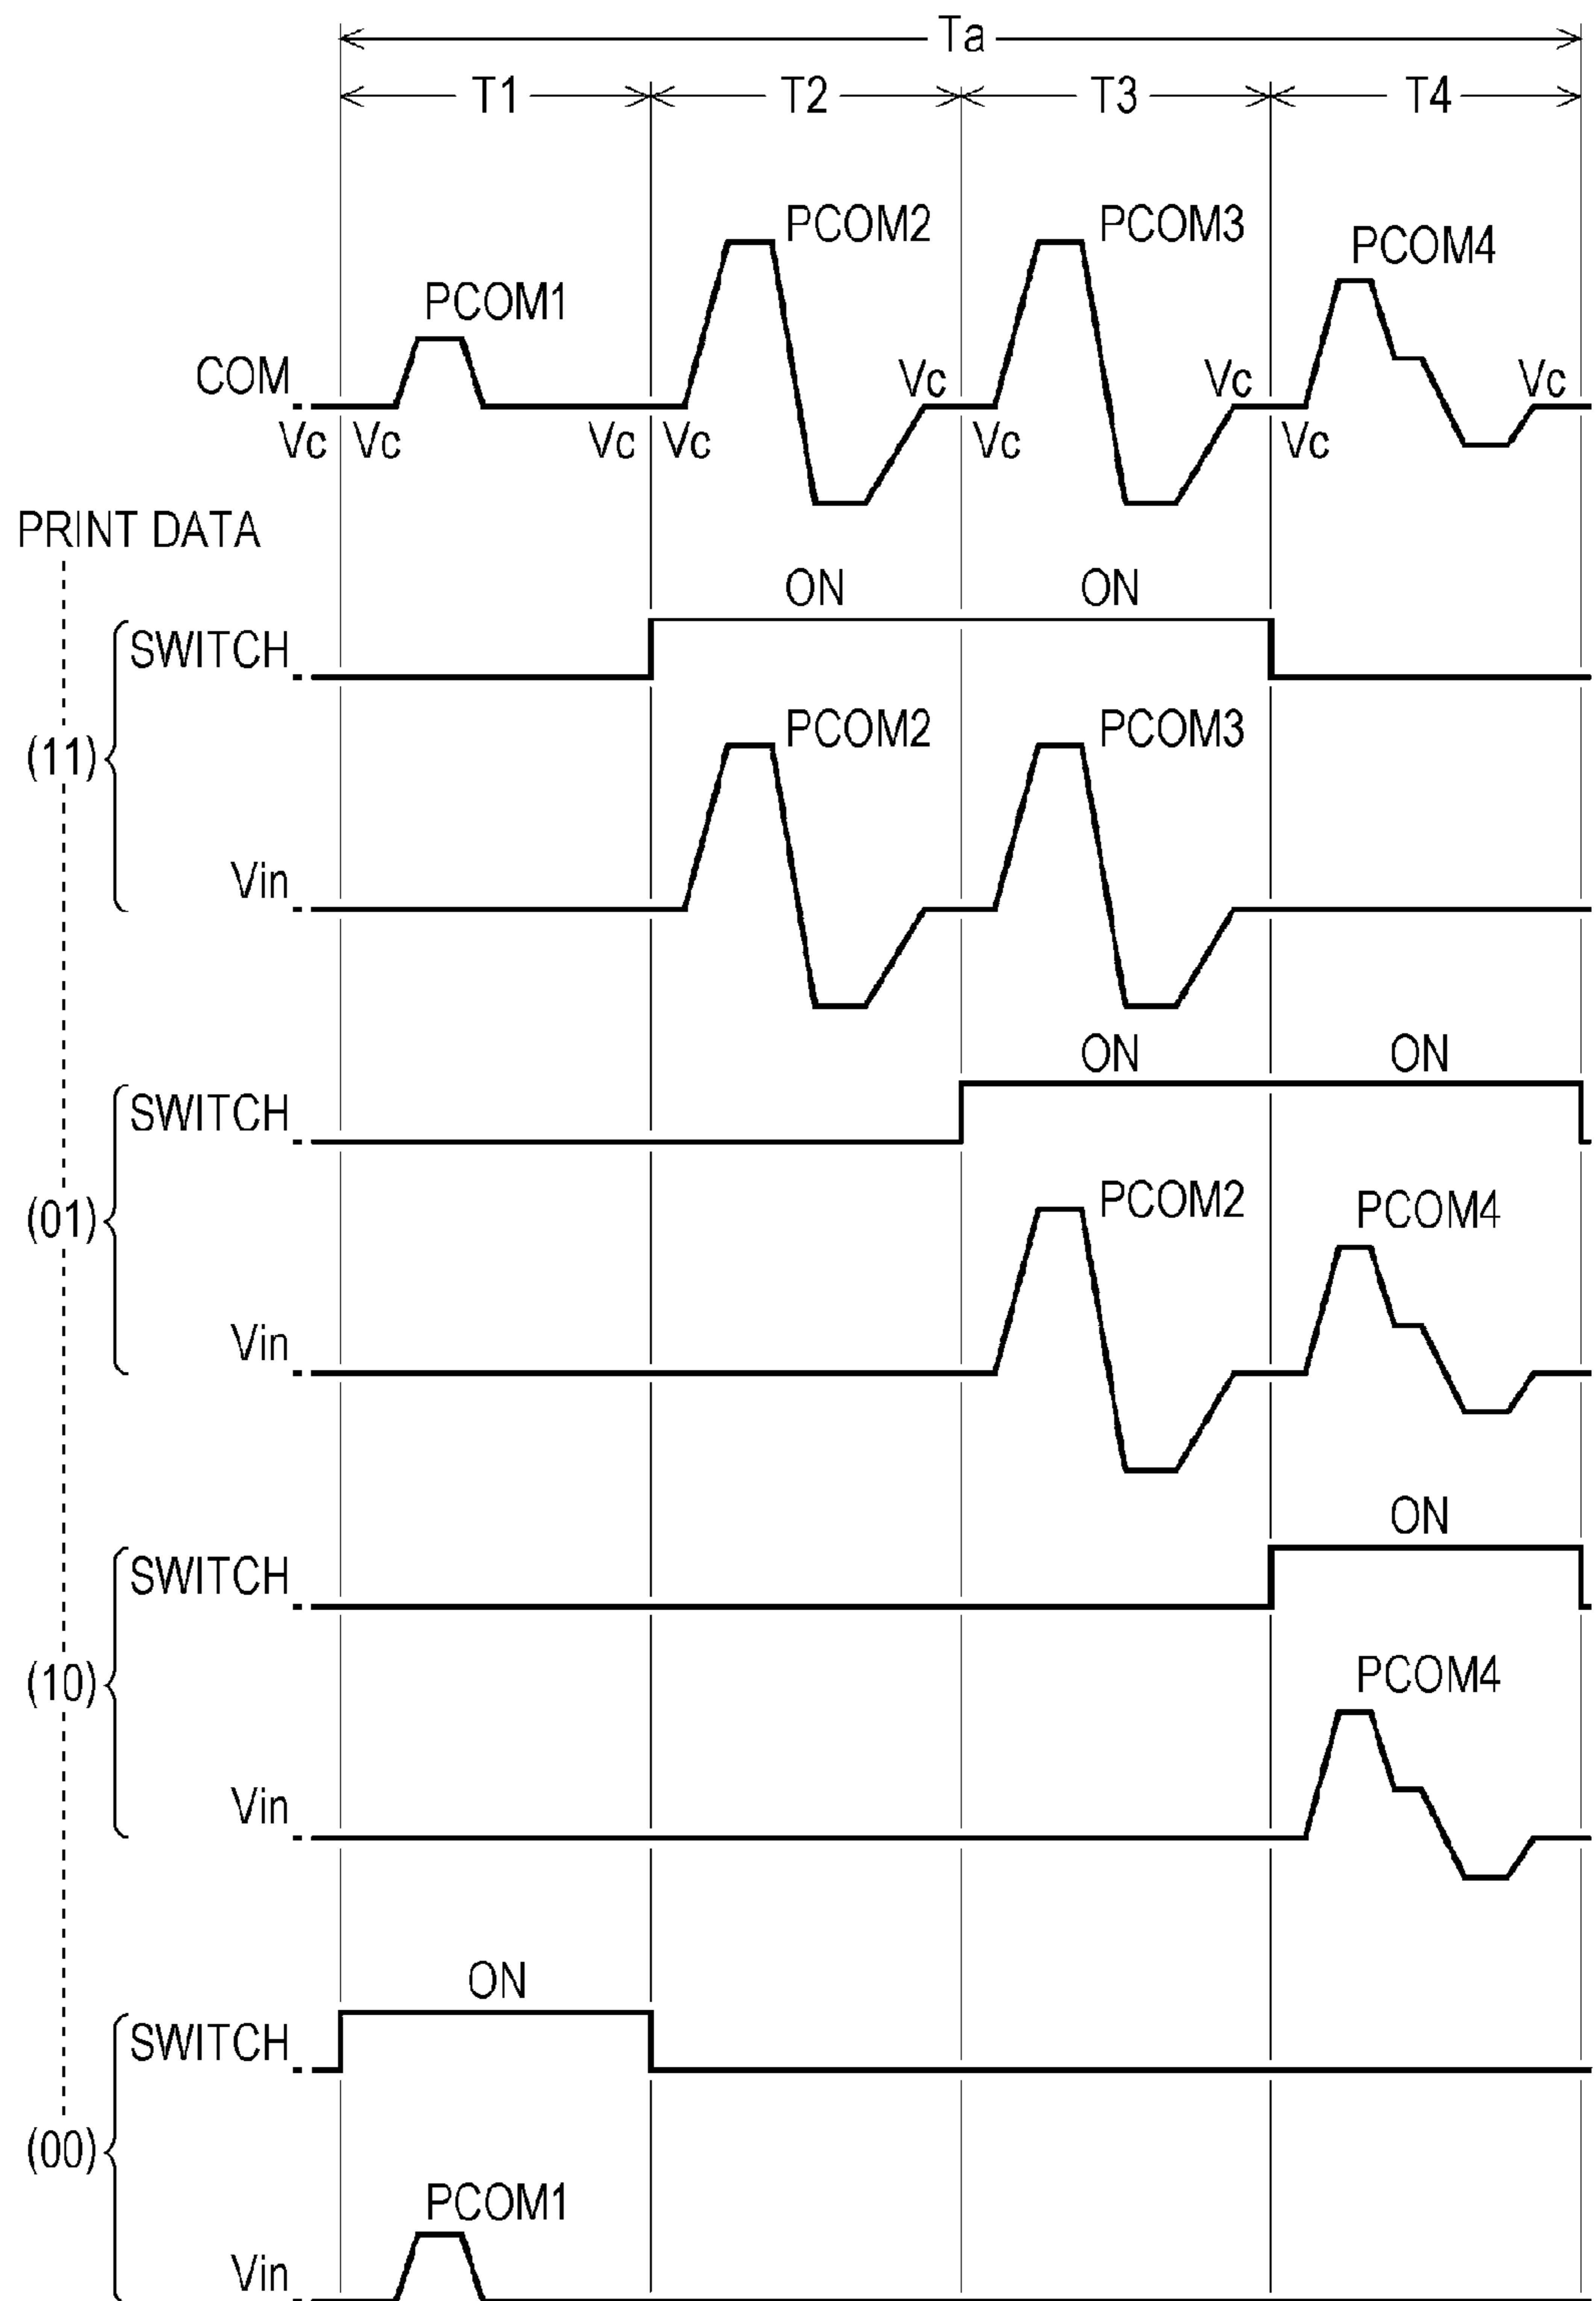 Ta
T1 T2 T3 T4
PCOM1 PCOM2 PCOM3 PCOM4
COM
Vc Vc Vc
Vc Vc Vc Vc Vc Vc
PRINT DATA
ON ON
SWITCH
(11)
PCOM2 PCOM3
Vin
ON ON
SWITCH
(01)
PCOM2 PCOM4
Vin
ON
SWITCH
(10)
PCOM4
Vin
ON
SWITCH
(00)
PCOM1
Vin